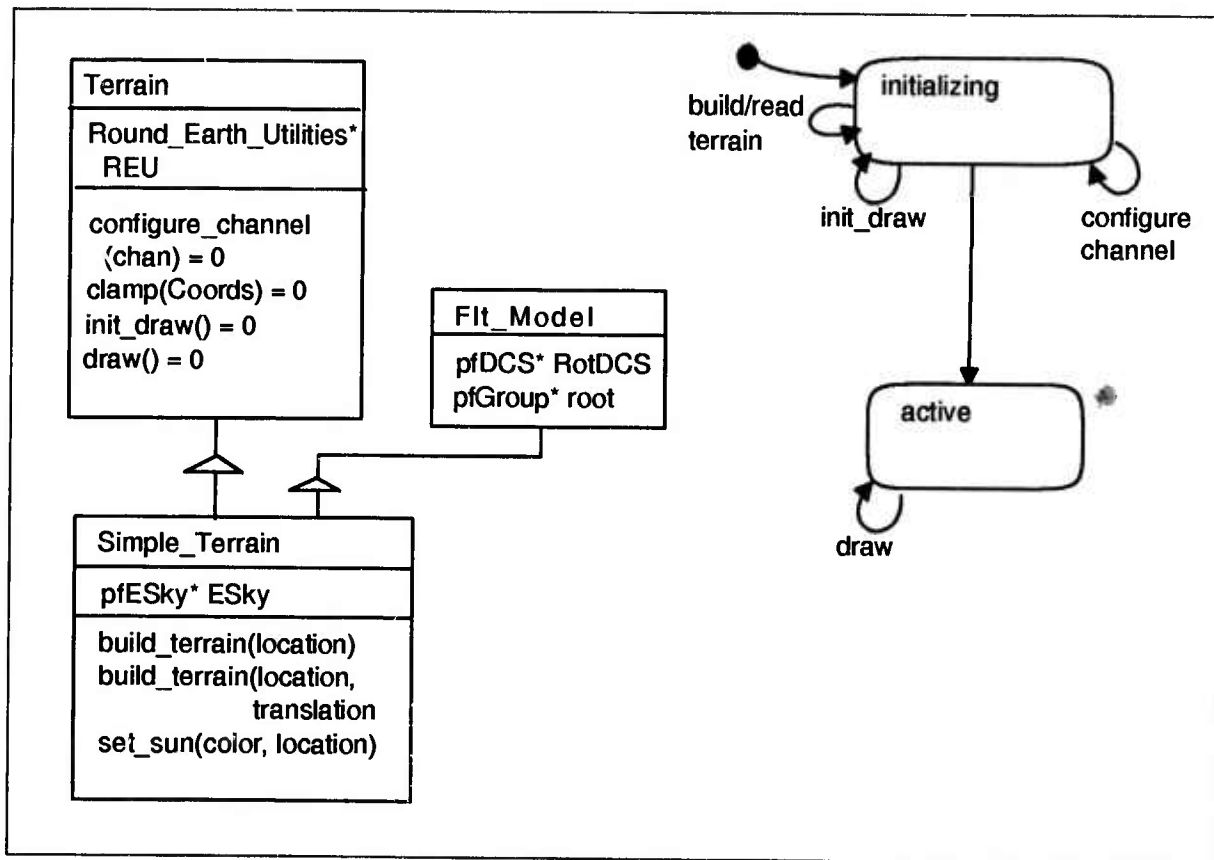 Terrain
Round_Earth_Utilities*
REU
configure_channel
(chan) = 0
clamp(Coords) = 0
init_draw() = 0
draw() = 0
Flt_Model
pfDCS* RotDCS
pfGroup* root
Simple_Terrain
pfESky* ESky
build_terrain(location)
build_terrain(location,
translation
set_sun(color, location)
initializing
build/read
terrain
init_draw
configure
channel
active
draw